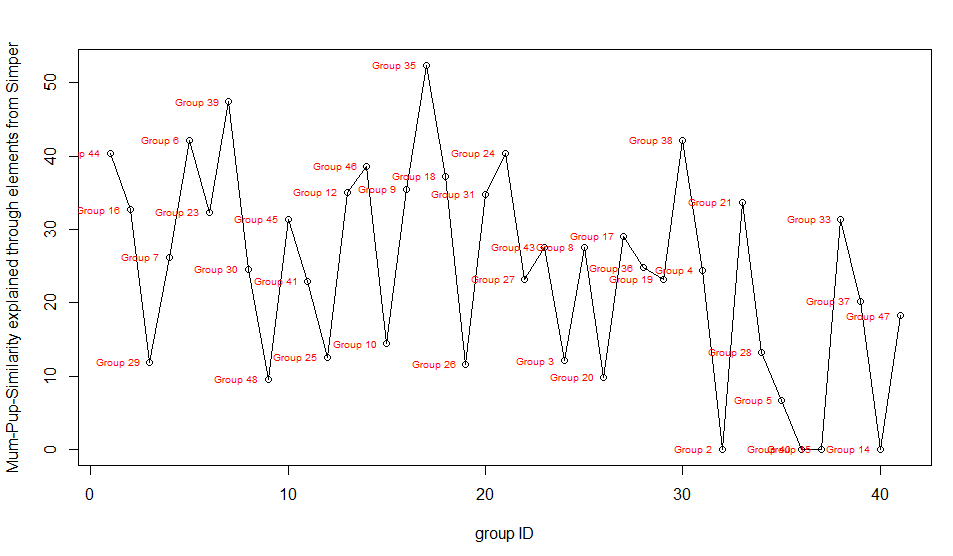 Mum-Pup-Similarity explained through elements from Simper
50
40
30
20
10
0
Group 35
Group 39
Group 6
Group 38
p 44
Group 24
Group 46
Group 18
Group 9
Group 12
Group 31
Group 21
Group 16
Group 23
Group 45
Group 33
Group 17
Group 43
Group 8
Group 7
Group 30
Group 36
Group 4
Group 41
Group 27
Group 19
Group 37
Group 47
Group 10
Group 28
Group 25
Group 3
Group 29
Group 26
Group 20
Group 48
Group 5
Group 2
Group 14
0
10
20
30
40
group ID